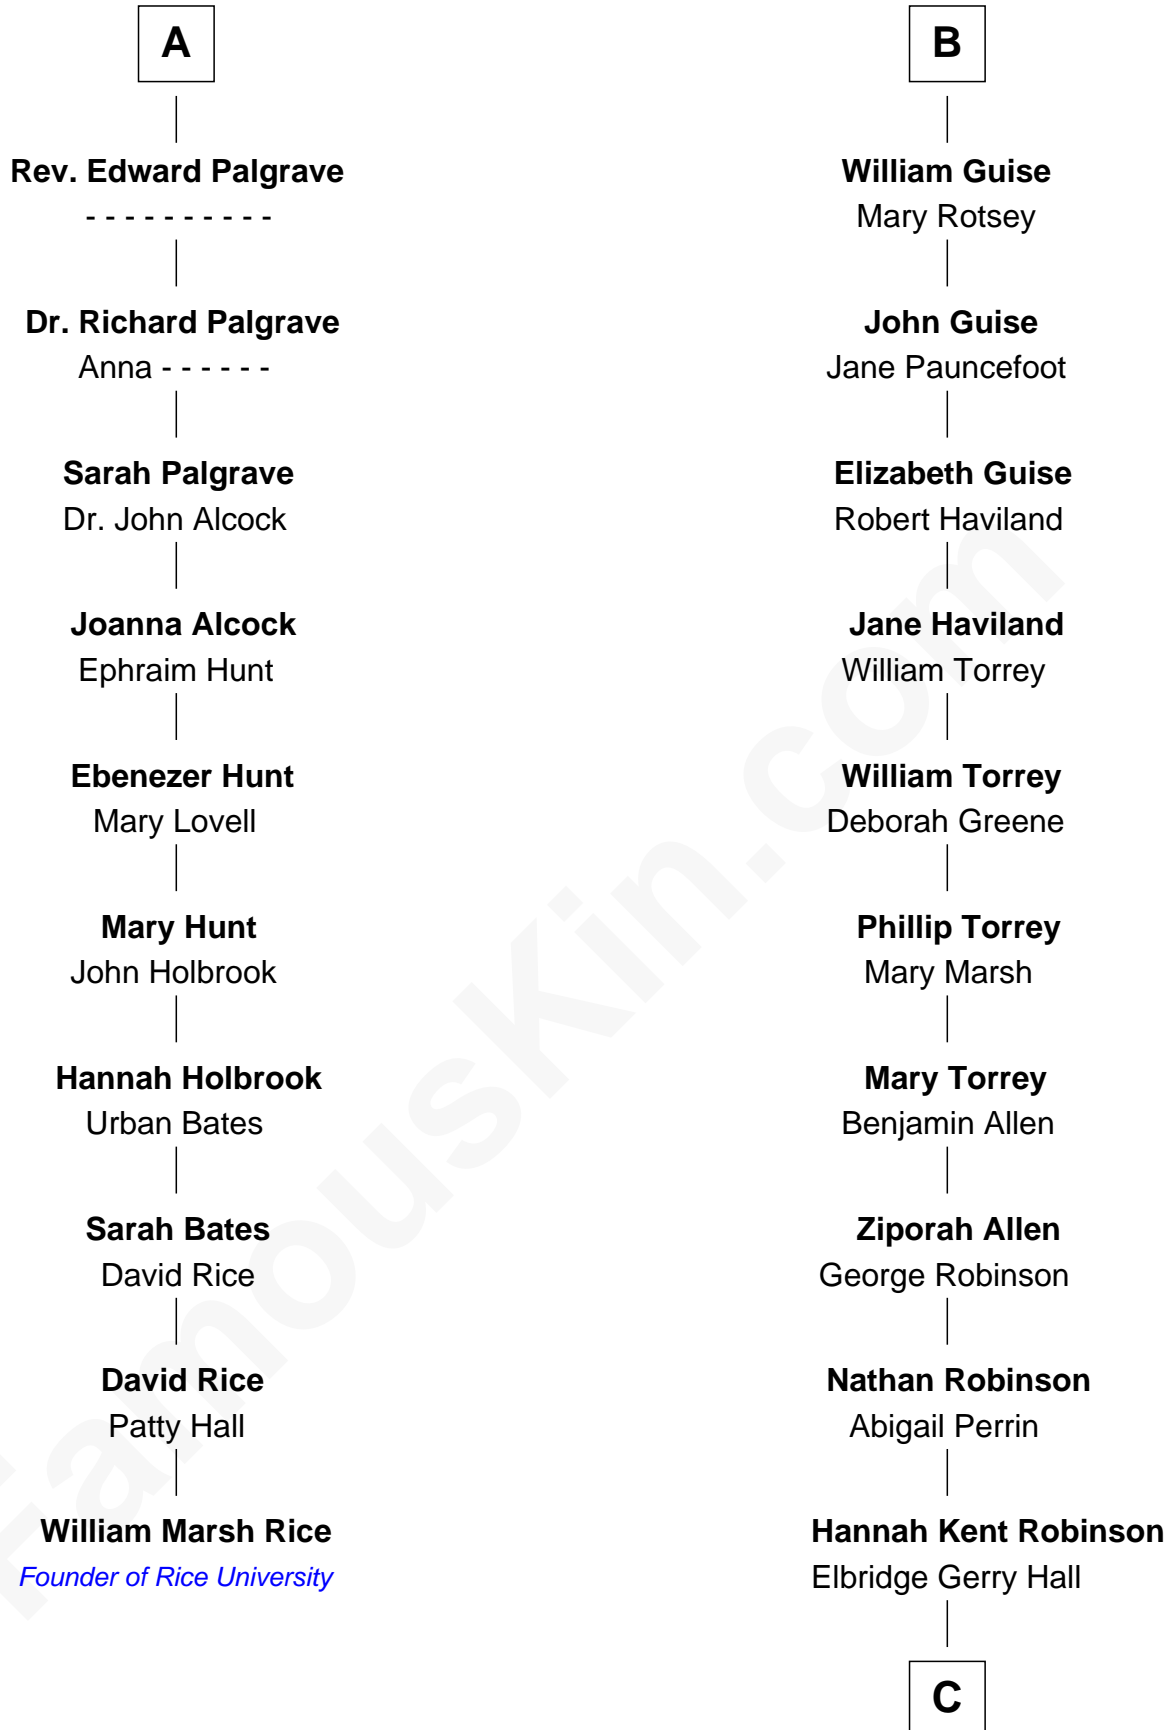 A
Rev. Edward Palgrave
- - - - - - - - - -
Dr. Richard Palgrave
Anna - - - - - -
Sarah Palgrave
Dr. John Alcock
Joanna Alcock
Ephraim Hunt
Ebenezer Hunt
Mary Lovell
Mary Hunt
John Holbrook
Hannah Holbrook
Urban Bates
Sarah Bates
David Rice
David Rice
Patty Hall
William Marsh Rice
Founder of Rice University
B
William Guise
Mary Rotsey
John Guise
Jane Pauncefoot
Elizabeth Guise
Robert Haviland
Jane Haviland
William Torrey
William Torrey
Deborah Greene
Phillip Torrey
Mary Marsh
Mary Torrey
Benjamin Allen
Ziporah Allen
George Robinson
Nathan Robinson
Abigail Perrin
Hannah Kent Robinson
Elbridge Gerry Hall
C
FamousKin.com